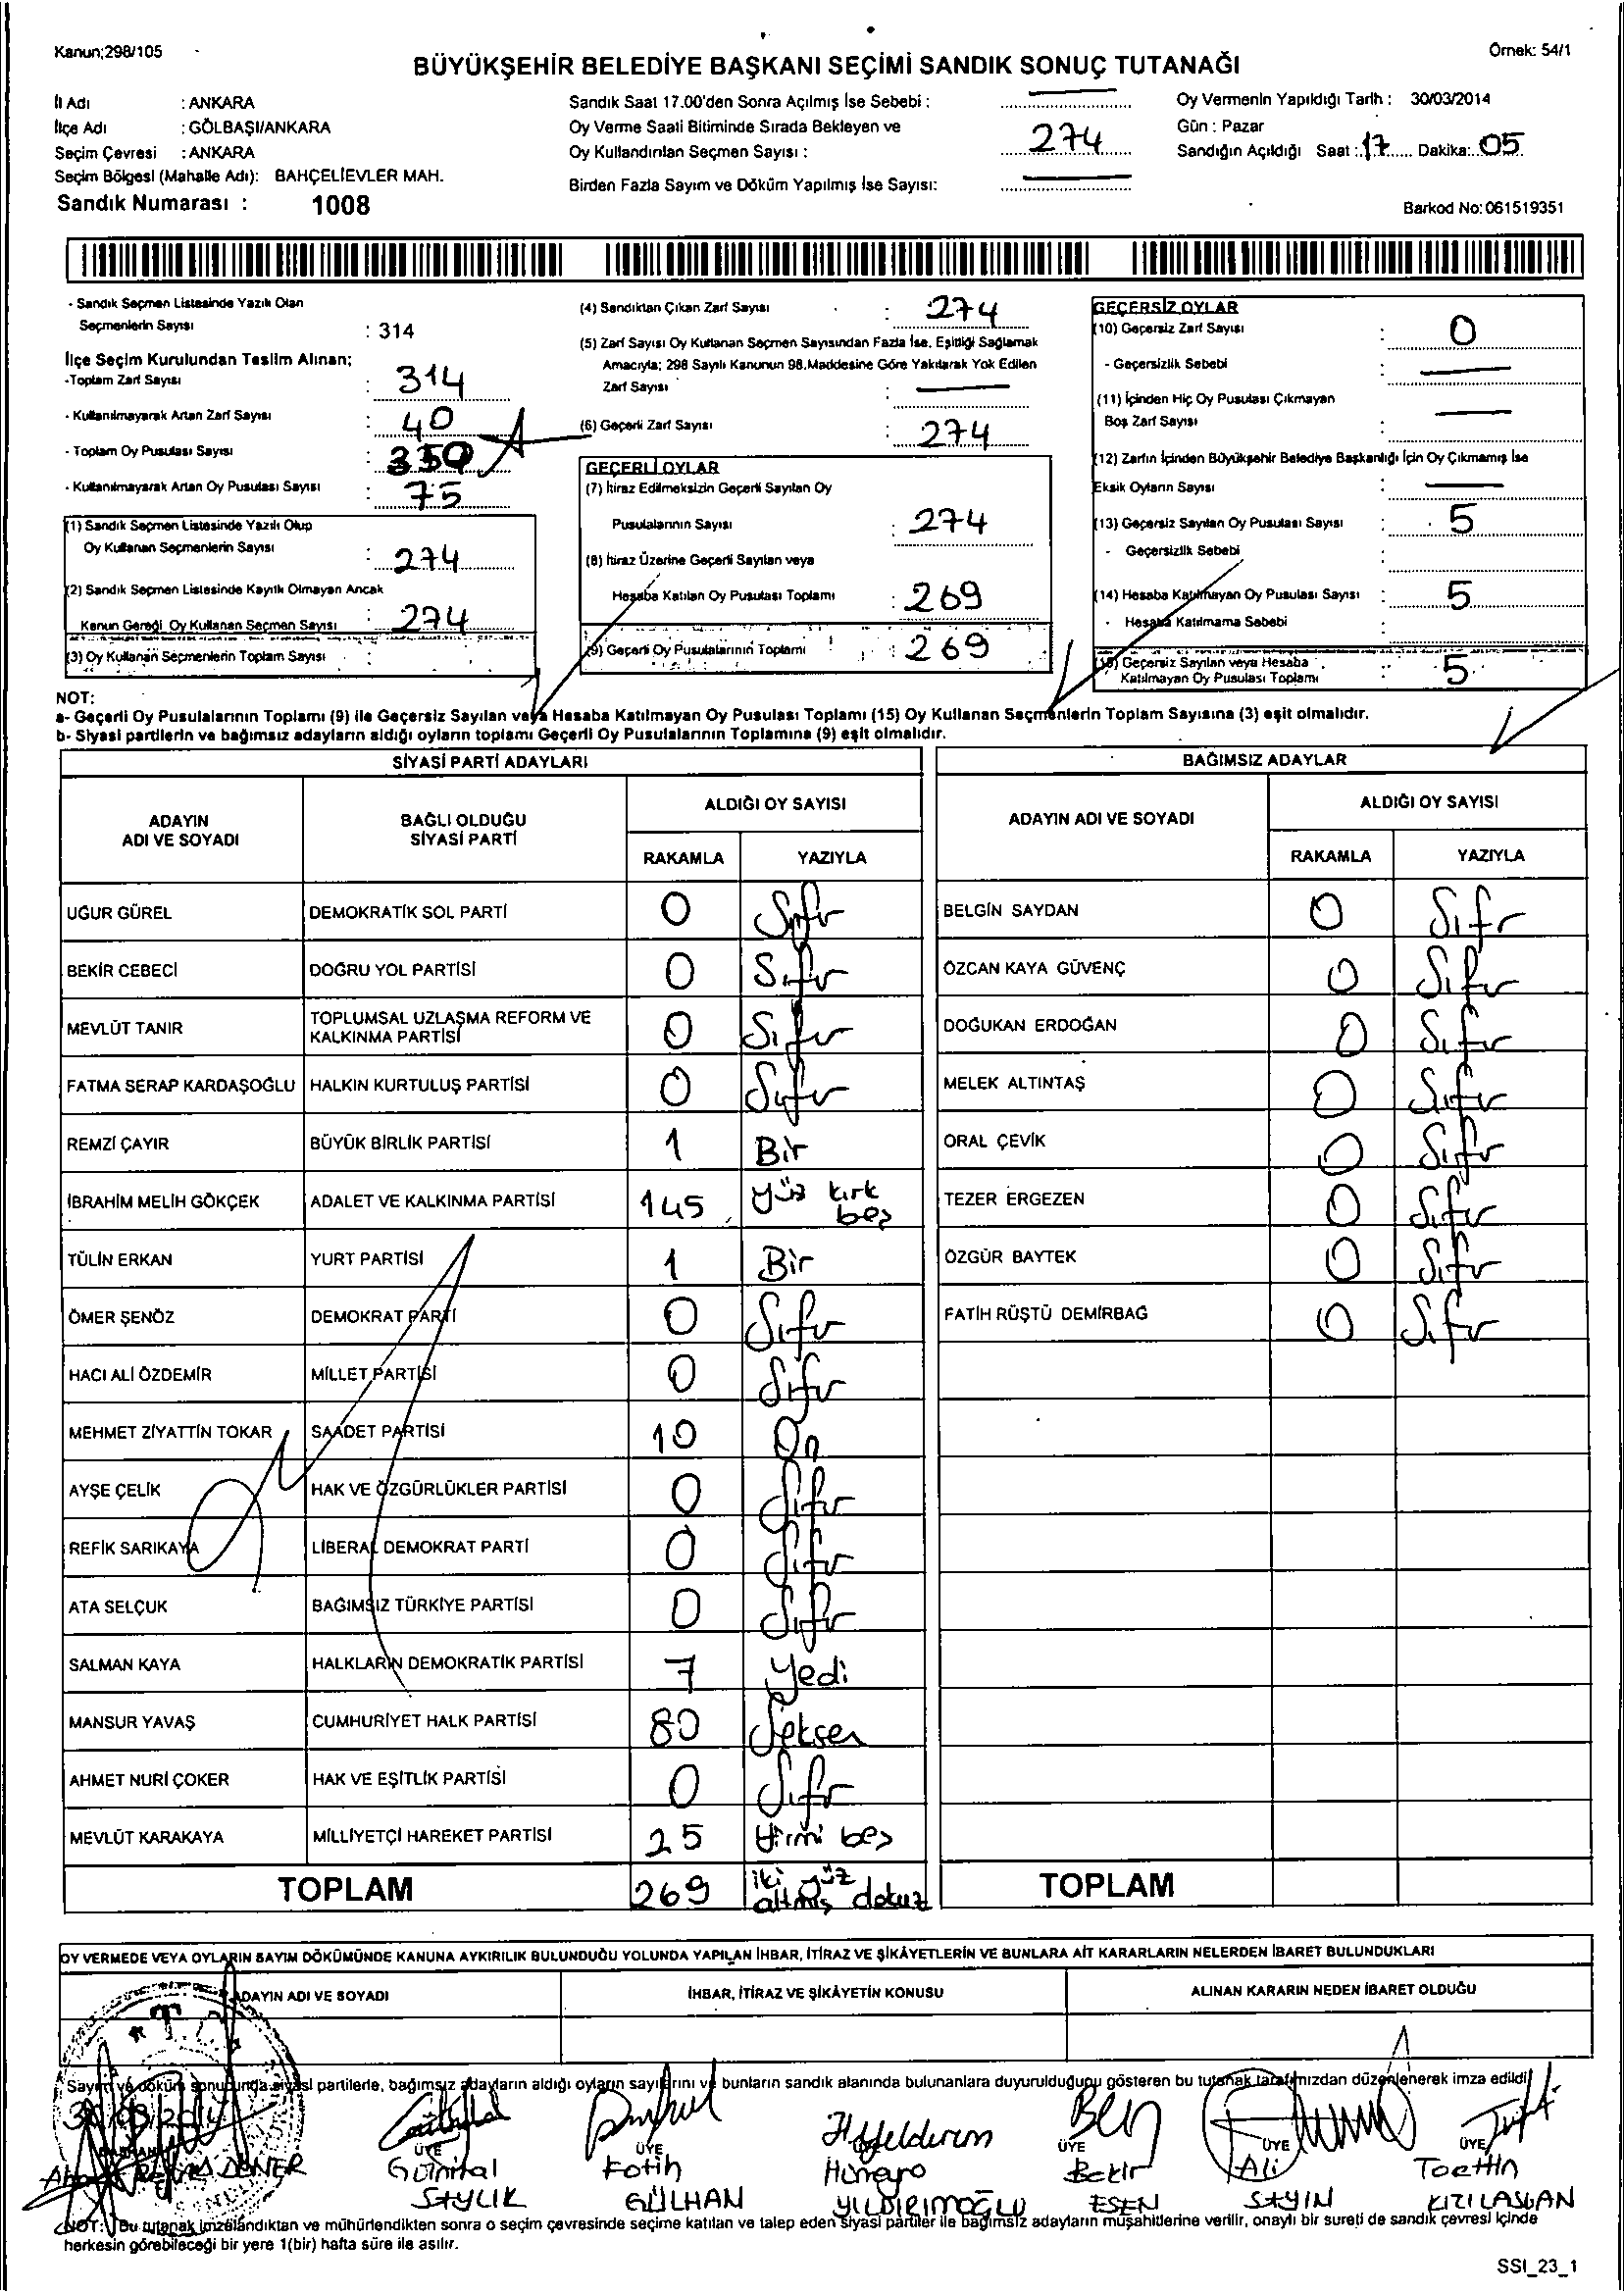 Kanun;298/105
Örnek: 54/1
BÜYÜKŞEHİR BELEDİYE BAŞKANI SEÇİMİ SANDIK SONUÇ TUTANAĞI
İl Adı : ANKARA
İlçe Adı : GÖLBAŞI/ANKARA
Seçim Çevresi : ANKARA
Seçim Bölgesi (Mahalle Adı): BAHÇELİEVLER MAH.
Sandık Numarası : 1008
Sandık Saat 17.00'den Sonra Açılmış İse Sebebi :
Oy Verme Saati Bitiminde Sırada Bekleyen ve
Oy Kullandırılan Seçmen Sayısı : 274
Birden Fazla Sayım ve Döküm Yapılmış İse Sayısı:
Oy Vermenin Yapıldığı Tarih : 30/03/2014
Gün : Pazar
Sandığın Açıldığı Saat : 17 Dakika: 05
Barkod No: 061519351
- Sandık Seçmen Listesinde Yazılı Olan
Seçmenlerin Sayısı : 314
İlçe Seçim Kurulundan Teslim Alınan;
-Toplam Zarf Sayısı : 314
- Kullanılmayarak Artan Zarf Sayısı : 40
- Toplam Oy Pusulası Sayısı : 350
- Kullanılmayarak Artan Oy Pusulası Sayısı : 75
(1) Sandık Seçmen Listesinde Yazılı Olup
Oy Kullanan Seçmenlerin Sayısı : 274
(2) Sandık Seçmen Listesinde Kayıtlı Olmayan Ancak
Kanun Gereği Oy Kullanan Seçmen Sayısı : 274
(3) Oy Kullanan Seçmenlerin Toplam Sayısı :
(4) Sandıktan Çıkan Zarf Sayısı : 274
(5) Zarf Sayısı Oy Kullanan Seçmen Sayısından Fazla İse, Eşitliği Sağlamak
Amacıyla; 298 Sayılı Kanunun 98.Maddesine Göre Yakılarak Yok Edilen
Zarf Sayısı :
(6) Geçerli Zarf Sayısı : 274
GEÇERLİ OYLAR
(7) İtiraz Edilmeksizin Geçerli Sayılan Oy
Pusulalarının Sayısı : 274
(8) İtiraz Üzerine Geçerli Sayılan veya
Hesaba Katılan Oy Pusulası Toplamı : 269
(9) Geçerli Oy Pusulalarının Toplamı : 269
GEÇERSİZ OYLAR
(10) Geçersiz Zarf Sayısı : 0
- Geçersizlik Sebebi :
(11) İçinden Hiç Oy Pusulası Çıkmayan
Boş Zarf Sayısı :
(12) Zarfın İçinden Büyükşehir Belediye Başkanlığı İçin Oy Çıkmamış İse
Eksik Oyların Sayısı :
(13) Geçersiz Sayılan Oy Pusulası Sayısı : 5
- Geçersizlik Sebebi :
(14) Hesaba Katılmayan Oy Pusulası Sayısı : 5
- Hesaba Katılmama Sebebi :
(15) Geçersiz Sayılan veya Hesaba
Katılmayan Oy Pusulası Toplamı : 5
NOT:
a- Geçerli Oy Pusulalarının Toplamı (9) ile Geçersiz Sayılan veya Hesaba Katılmayan Oy Pusulası Toplamı (15) Oy Kullanan Seçmenlerin Toplam Sayısına (3) eşit olmalıdır.
b- Siyasi partilerin ve bağımsız adayların aldığı oyların toplamı Geçerli Oy Pusulalarının Toplamına (9) eşit olmalıdır.
SİYASİ PARTİ ADAYLARI
ADAYIN ADI VE SOYADI BAĞLI OLDUĞU SİYASİ PARTİ ALDIĞI OY SAYISI
RAKAMLA YAZIYLA
UĞUR GÜREL DEMOKRATİK SOL PARTİ 0 Sıfır
BEKİR CEBECİ DOĞRU YOL PARTİSİ 0 Sıfır
MEVLÜT TANIR TOPLUMSAL UZLAŞMA REFORM VE KALKINMA PARTİSİ 0 Sıfır
FATMA SERAP KARDAŞOĞLU HALKIN KURTULUŞ PARTİSİ 0 Sıfır
REMZİ ÇAYIR BÜYÜK BİRLİK PARTİSİ 1 Bir
İBRAHİM MELİH GÖKÇEK ADALET VE KALKINMA PARTİSİ 145 yüz kırk beş
TÜLİN ERKAN YURT PARTİSİ 1 Bir
ÖMER ŞENÖZ DEMOKRAT PARTİ 0 Sıfır
HACI ALİ ÖZDEMİR MİLLET PARTİSİ 0 Sıfır
MEHMET ZİYATTİN TOKAR SAADET PARTİSİ 10 On
AYŞE ÇELİK HAK VE ÖZGÜRLÜKLER PARTİSİ 0 Sıfır
REFİK SARIKAYA LİBERAL DEMOKRAT PARTİ 0 Sıfır
ATA SELÇUK BAĞIMSIZ TÜRKİYE PARTİSİ 0 Sıfır
SALMAN KAYA HALKLARIN DEMOKRATİK PARTİSİ 7 Yedi
MANSUR YAVAŞ CUMHURİYET HALK PARTİSİ 80 Seksen
AHMET NURİ ÇOKER HAK VE EŞİTLİK PARTİSİ 0 Sıfır
MEVLÜT KARAKAYA MİLLİYETÇİ HAREKET PARTİSİ 25 Yirmi beş
TOPLAM 269 iki yüz altmış dokuz
BAĞIMSIZ ADAYLAR
ADAYIN ADI VE SOYADI ALDIĞI OY SAYISI
RAKAMLA YAZIYLA
BELGİN SAYDAN 0 Sıfır
ÖZCAN KAYA GÜVENÇ 0 Sıfır
DOĞUKAN ERDOĞAN 0 Sıfır
MELEK ALTINTAŞ 0 Sıfır
ORAL ÇEVİK 0 Sıfır
TEZER ERGEZEN 0 Sıfır
ÖZGÜR BAYTEK 0 Sıfır
FATİH RÜŞTÜ DEMİRBAĞ 0 Sıfır
TOPLAM
OY VERMEDE VEYA OYLARIN SAYIM DÖKÜMÜNDE KANUNA AYKIRILIK BULUNDUĞU YOLUNDA YAPILAN İHBAR, İTİRAZ VE ŞİKÂYETLERİN VE BUNLARA AİT KARARLARIN NELERDEN İBARET BULUNDUKLARI
ADAYIN ADI VE SOYADI İHBAR, İTİRAZ VE ŞİKÂYETİN KONUSU ALINAN KARARIN NEDEN İBARET OLDUĞU
Sayım ve döküm sonucunda siyasi partilerle, bağımsız adayların aldığı oyların sayılarını ve bunların sandık alanında bulunanlara duyurulduğunu gösteren bu tutanak tarafımızdan düzenlenerek imza edildi
ÜYE ÜYE ÜYE ÜYE ÜYE
Fatih Bekir Ali
SAYLIK GÜLHAN YILDIRIMOĞLU ESEN SAYIN KIZILASLAN
NOT: Bu tutanak imzalandıktan ve mühürlendikten sonra o seçim çevresinde seçime katılan ve talep eden siyasi partiler ile bağımsız adayların müşahitlerine verilir, onaylı bir sureti de sandık çevresi içinde
herkesin görebileceği bir yere 1(bir) hafta süre ile asılır.
SSI_23_1